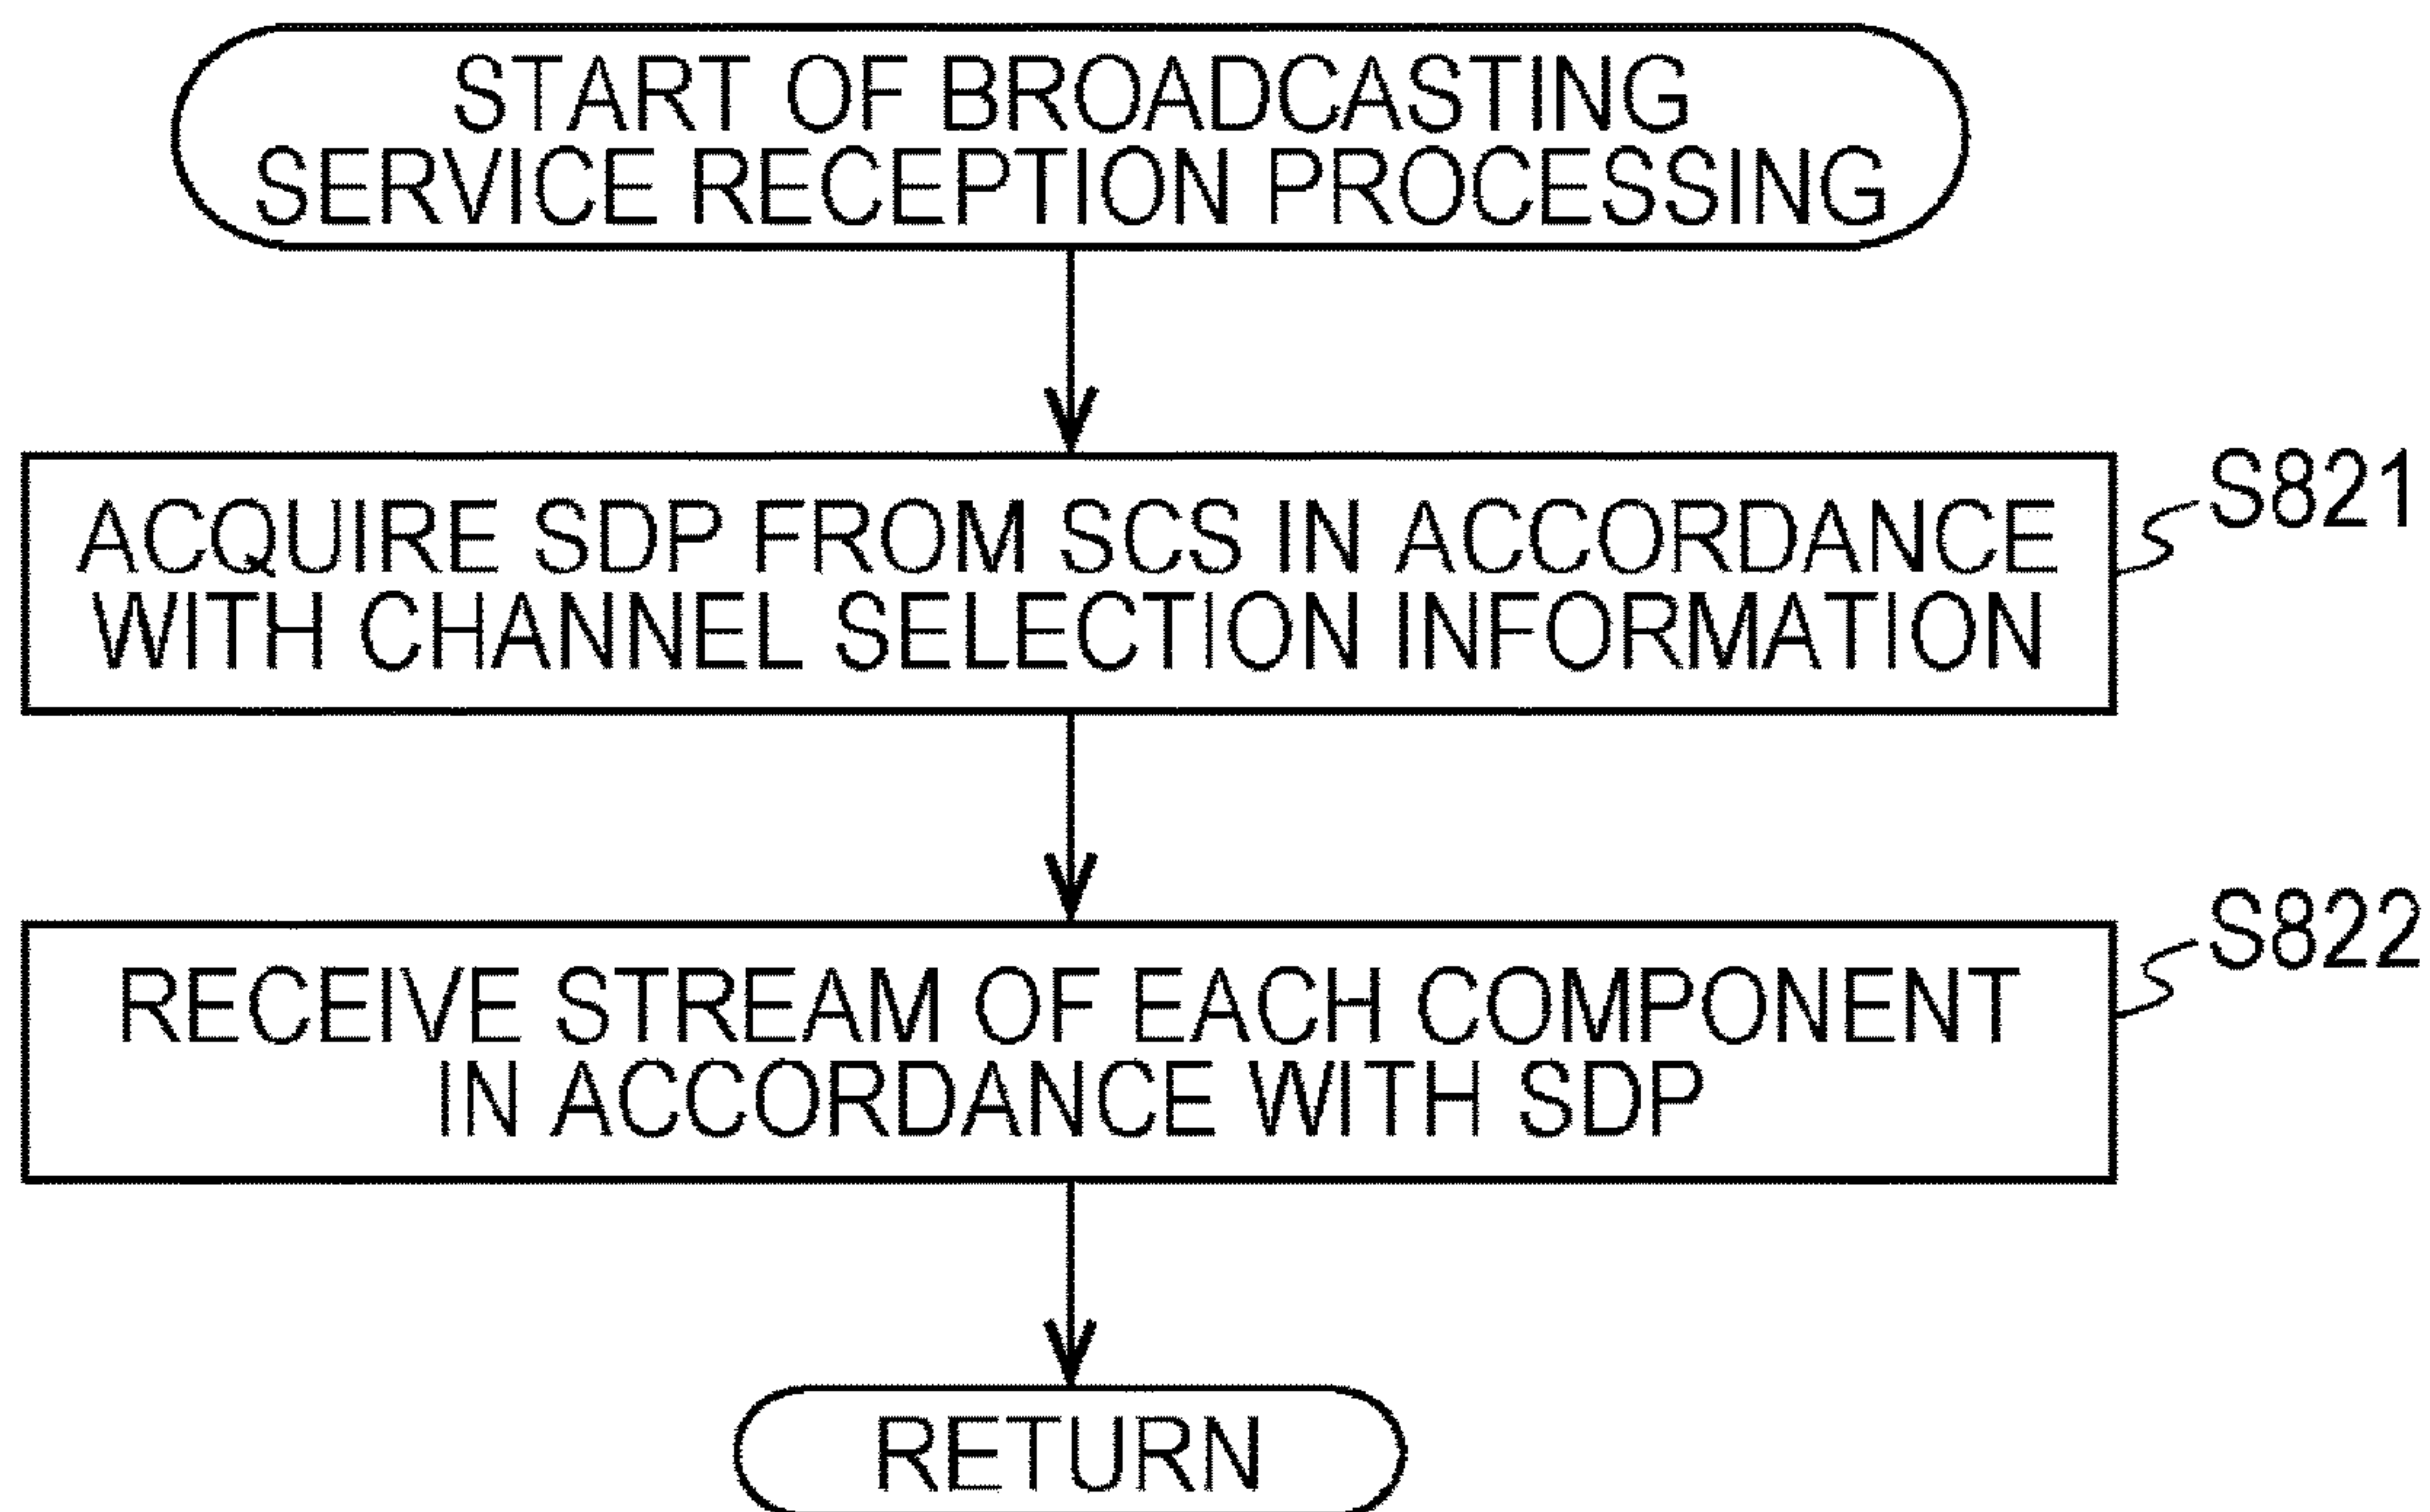 START OF BROADCASTING
SERVICE RECEPTION PROCESSING
ACQUIRE SDP FROM SCS IN ACCORDANCE
WITH CHANNEL SELECTION INFORMATION
S821
RECEIVE STREAM OF EACH COMPONENT
IN ACCORDANCE WITH SDP
S822
RETURN